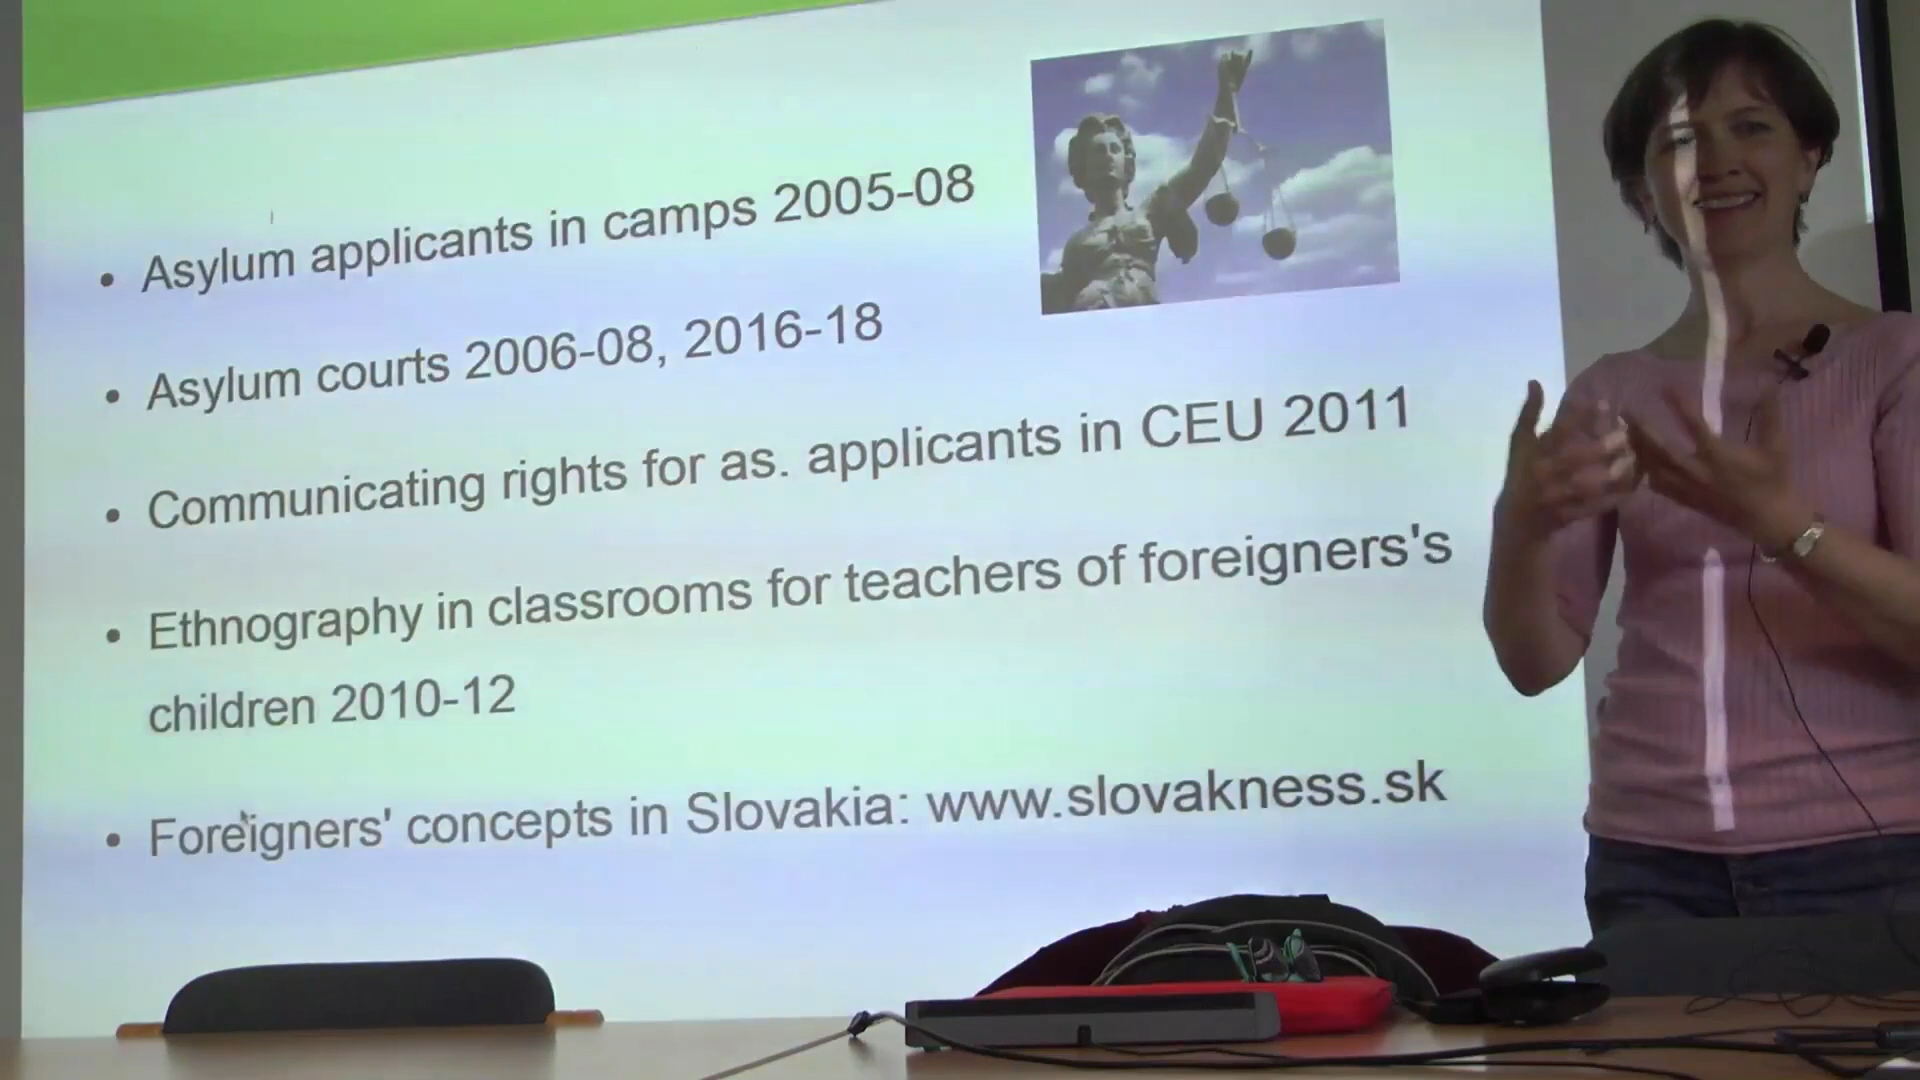 • Asylum applicants in camps 2005-08
• Asylum courts 2006-08, 2016-18
• Communicating rights for as. applicants in CEU 2011
• Ethnography in classrooms for teachers of foreigners's
children 2010-12
• Foreigners' concepts in Slovakia: www.slovakness.sk